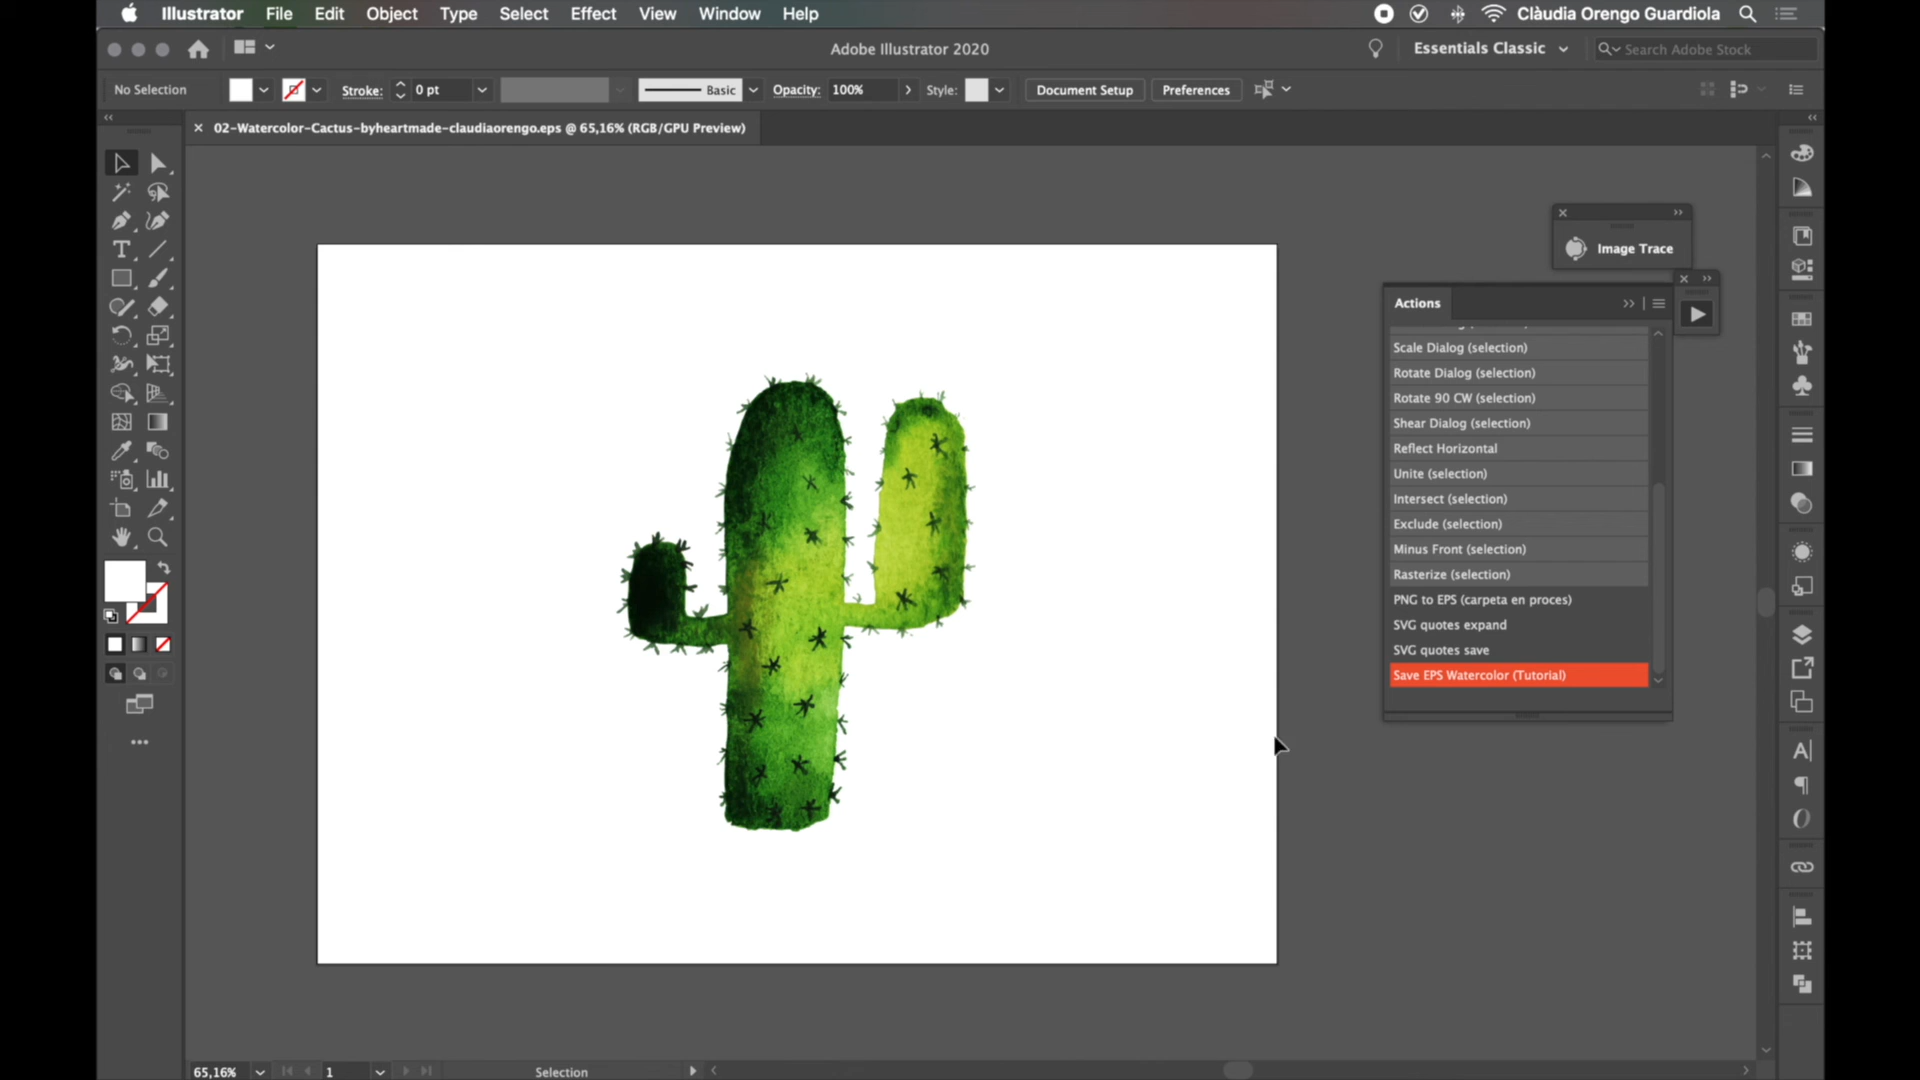 Illustrator File Edit Object Type Select Effect View Window Help
Clàudia Orengo Guardiola
Adobe Illustrator 2020
Essentials Classic
Search Adobe Stock
No Selection
Stroke:
0 pt
Basic
Opacity:
100%
Style:
Document Setup
Preferences
02-Watercolor-Cactus-byheartmade-claudiaorengo.eps @ 65,16% (RGB/GPU Preview)
Image Trace
Actions
Scale Dialog (selection)
Rotate Dialog (selection)
Rotate 90 CW (selection)
Shear Dialog (selection)
Reflect Horizontal
Unite (selection)
Intersect (selection)
Exclude (selection)
Minus Front (selection)
Rasterize (selection)
PNG to EPS (carpeta en proces)
SVG quotes expand
SVG quotes save
Save EPS Watercolor (Tutorial)
65,16%
1
Selection